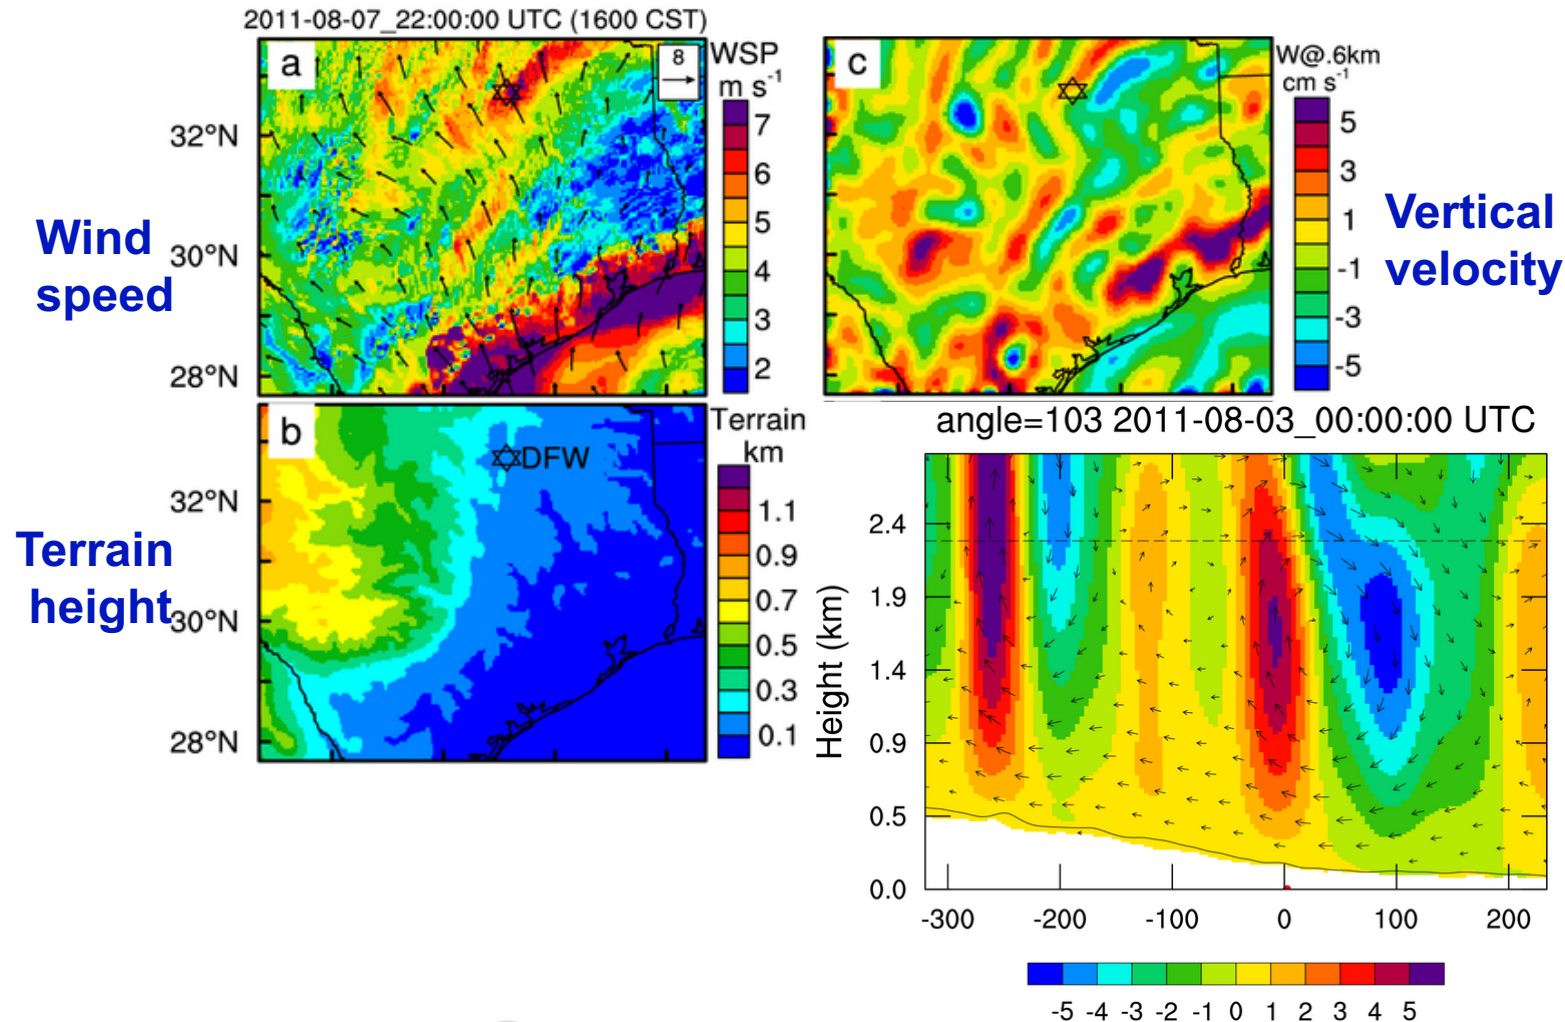 2011-08-07_22:00:00 UTC (1600 CST)
a
8
WSP
m s-1
7
6
5
4
3
2
32°N
30°N
28°N
Wind
speed
c
W@.6km
cm s-1
5
3
1
-1
-3
-5
Vertical
velocity
b
DFW
Terrain
km
1.1
0.9
0.7
0.5
0.3
0.1
32°N
30°N
28°N
Terrain
height
angle=103 2011-08-03_00:00:00 UTC
Height (km)
2.4
1.9
1.4
0.9
0.5
0.0
-300 -200 -100 0 100 200
-5 -4 -3 -2 -1 0 1 2 3 4 5